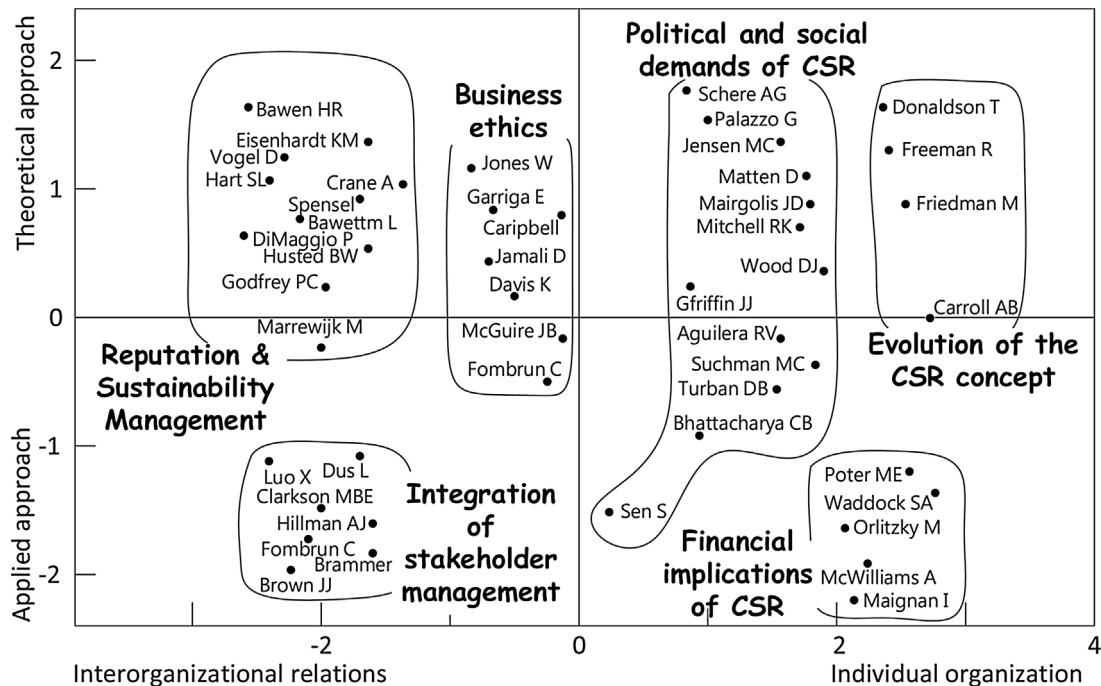 Theoretical approach
Applied approach
2
1
0
-1
-2
Bawen HR
Eisenhardt KM
Vogel D
Hart SL
Crane A
Spensel
Bawettm L
DiMaggio P
Husted BW
Godfrey PC
Marrewijk M
Reputation &
Sustainability
Management
Business
ethics
Jones W
Garriga E
Caripbell
Jamali D
Davis K
McGuire JB
Fombrun C
Political and social
demands of CSR
Schere AG
Palazzo G
Jensen MC
Matten D
Mairgolis JD
Mitchell RK
Wood DJ
Gfriffin JJ
Aguilera RV
Suchman MC
Turban DB
Bhattacharya CB
Sen S
Donaldson T
Freeman R
Friedman M
Carroll AB
Evolution of the
CSR concept
Luo X
Dus L
Clarkson MBE
Hillman AJ
Fombrun C
Brammer
Brown JJ
Integration
of
stakeholder
management
Poter ME
Waddock SA
Orlitzky M
McWilliams A
Maignan I
Financial
implications
of CSR
-2
0
2
4
Interorganizational relations
Individual organization